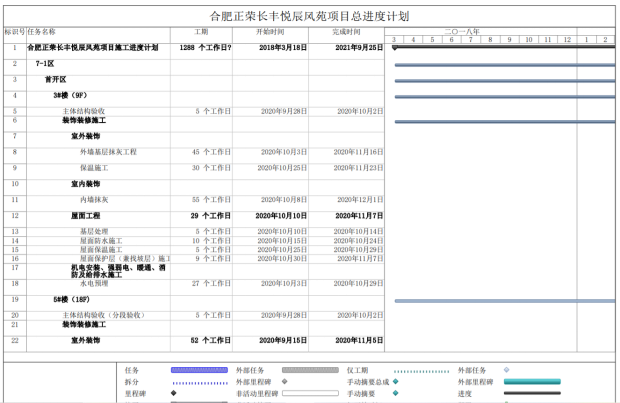 合肥正荣长丰悦辰风苑项目总进度计划
标识号 任务名称 工期 开始时间 完成时间 二〇一八年
3 4 5 6 7 8 9 10 11 12 1 2
1 合肥正荣长丰悦辰风苑项目施工进度计划 1288 个工作日? 2018年3月18日 2021年9月25日
2 7-1区
3 首开区
4 3#楼（9F）
5 主体结构验收 5 个工作日 2020年9月28日 2020年10月2日
6 装饰装修施工
7 室外装饰
8 外墙基层抹灰工程 45 个工作日 2020年10月3日 2020年11月16日
9 保温施工 30 个工作日 2020年10月25日 2020年11月23日
10 室内装饰
11 内墙抹灰 55 个工作日 2020年10月8日 2020年12月1日
12 屋面工程 29 个工作日 2020年10月10日 2020年11月7日
13 基层处理 5 个工作日 2020年10月10日 2020年10月14日
14 屋面防水施工 10 个工作日 2020年10月15日 2020年10月24日
15 屋面保温施工 5 个工作日 2020年10月25日 2020年10月29日
16 屋面保护层（兼找坡层）施工 9 个工作日 2020年10月30日 2020年11月7日
17 机电安装、强弱电、暖通、消
防及给排水施工
18 水电预埋 27 个工作日 2020年10月3日 2020年10月29日
19 5#楼（18F）
20 主体结构验收（分段验收） 5 个工作日 2020年9月28日 2020年10月2日
21 装饰装修施工
22 室外装饰 52 个工作日 2020年9月15日 2020年11月5日
任务 外部任务 仅工期 外部任务
拆分 外部里程碑 手动摘要总成 外部里程碑
里程碑 非活动里程碑 手动摘要 进度